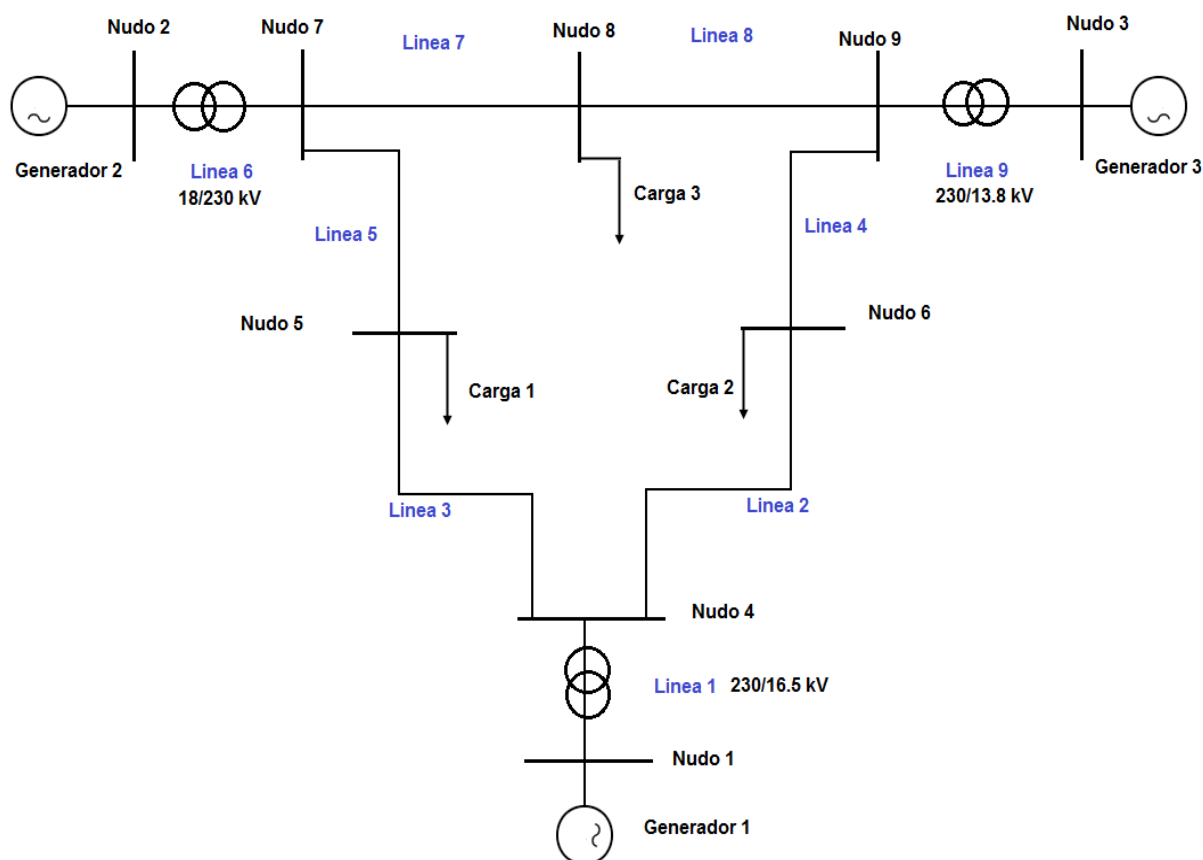 Nudo 2
Nudo 7
Linea 7
Nudo 8
Linea 8
Nudo 9
Nudo 3
Generador 2
Linea 6
18/230 kV
Carga 3
Linea 9
230/13.8 kV
Generador 3
Linea 5
Linea 4
Nudo 5
Nudo 6
Carga 1
Carga 2
Linea 3
Linea 2
Nudo 4
Linea 1 230/16.5 kV
Nudo 1
Generador 1